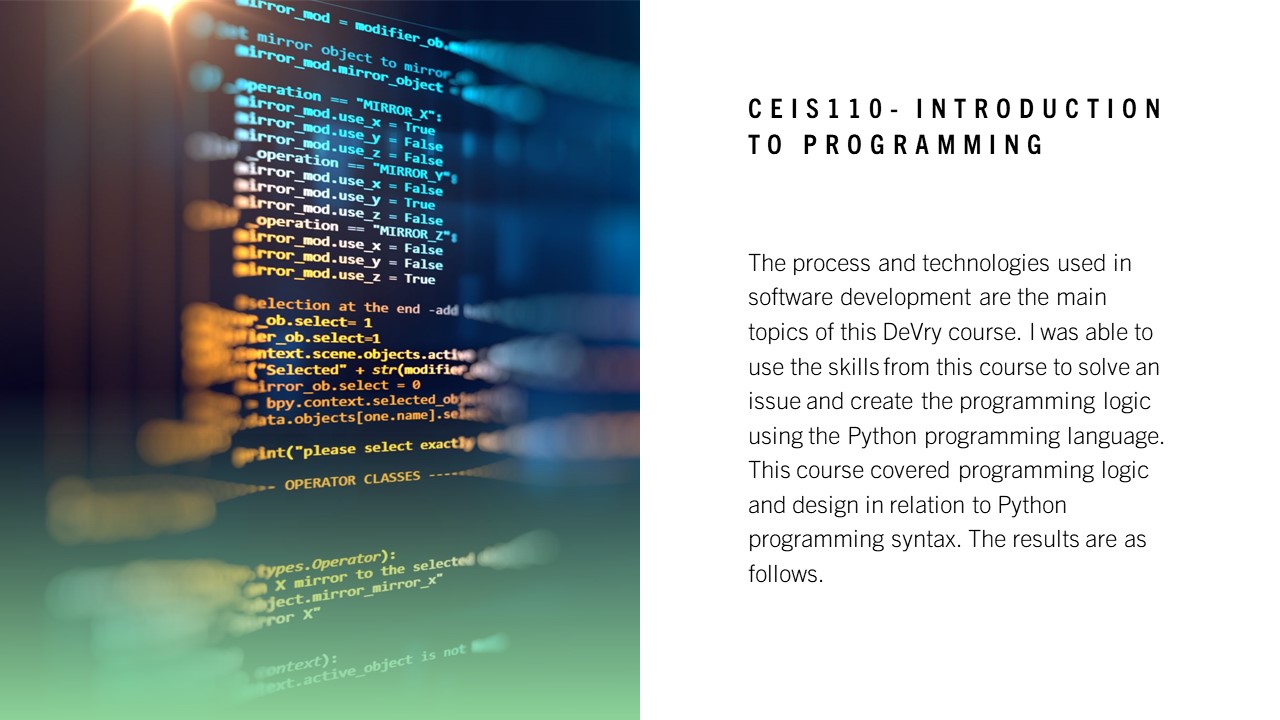 mirror_mod = modifier_ob.
mirror object to mirror
mirror_mod.mirror_object
_operation == "MIRROR_X":
mirror_mod.use_x = True
mirror_mod.use_y = False
mirror_mod.use_z = False
_operation == "MIRROR_Y":
mirror_mod.use_x = False
mirror_mod.use_y = True
mirror_mod.use_z = False
_operation == "MIRROR_Z":
mirror_mod.use_x = False
mirror_mod.use_y = False
mirror_mod.use_z = True
selection at the end -add
_ob.select= 1
ier_ob.select=1
ntext.scene.objects.active
("Selected" + str(modifier_
mirror_ob.select = 0
= bpy.context.selected_obj
data.objects[one.name].sel
print("please select exactly
-- OPERATOR CLASSES ----
types.Operator):
X mirror to the selected
ject.mirror_mirror_x"
ror X"
ontext):
ext.active_object is not
CEIS110- INTRODUCTION
TO PROGRAMMING
The process and technologies used in
software development are the main
topics of this DeVry course. I was able to
use the skills from this course to solve an
issue and create the programming logic
using the Python programming language.
This course covered programming logic
and design in relation to Python
programming syntax. The results are as
follows.